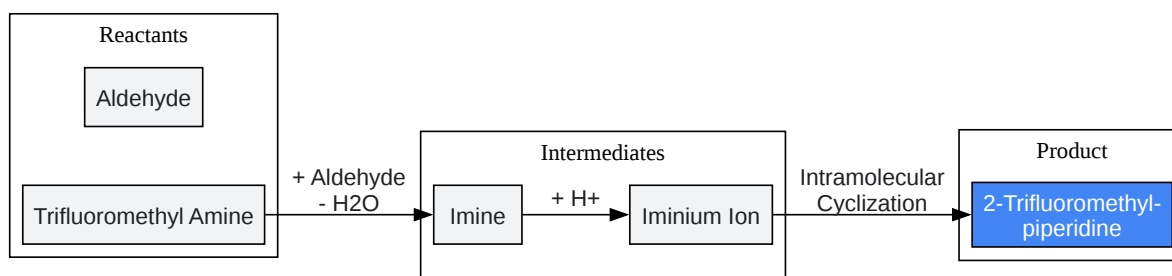 Reactants
Aldehyde
Trifluoromethyl Amine
+ Aldehyde
- H2O
Intermediates
Imine
+ H+
Iminium Ion
Intramolecular
Cyclization
Product
2-Trifluoromethyl-
piperidine